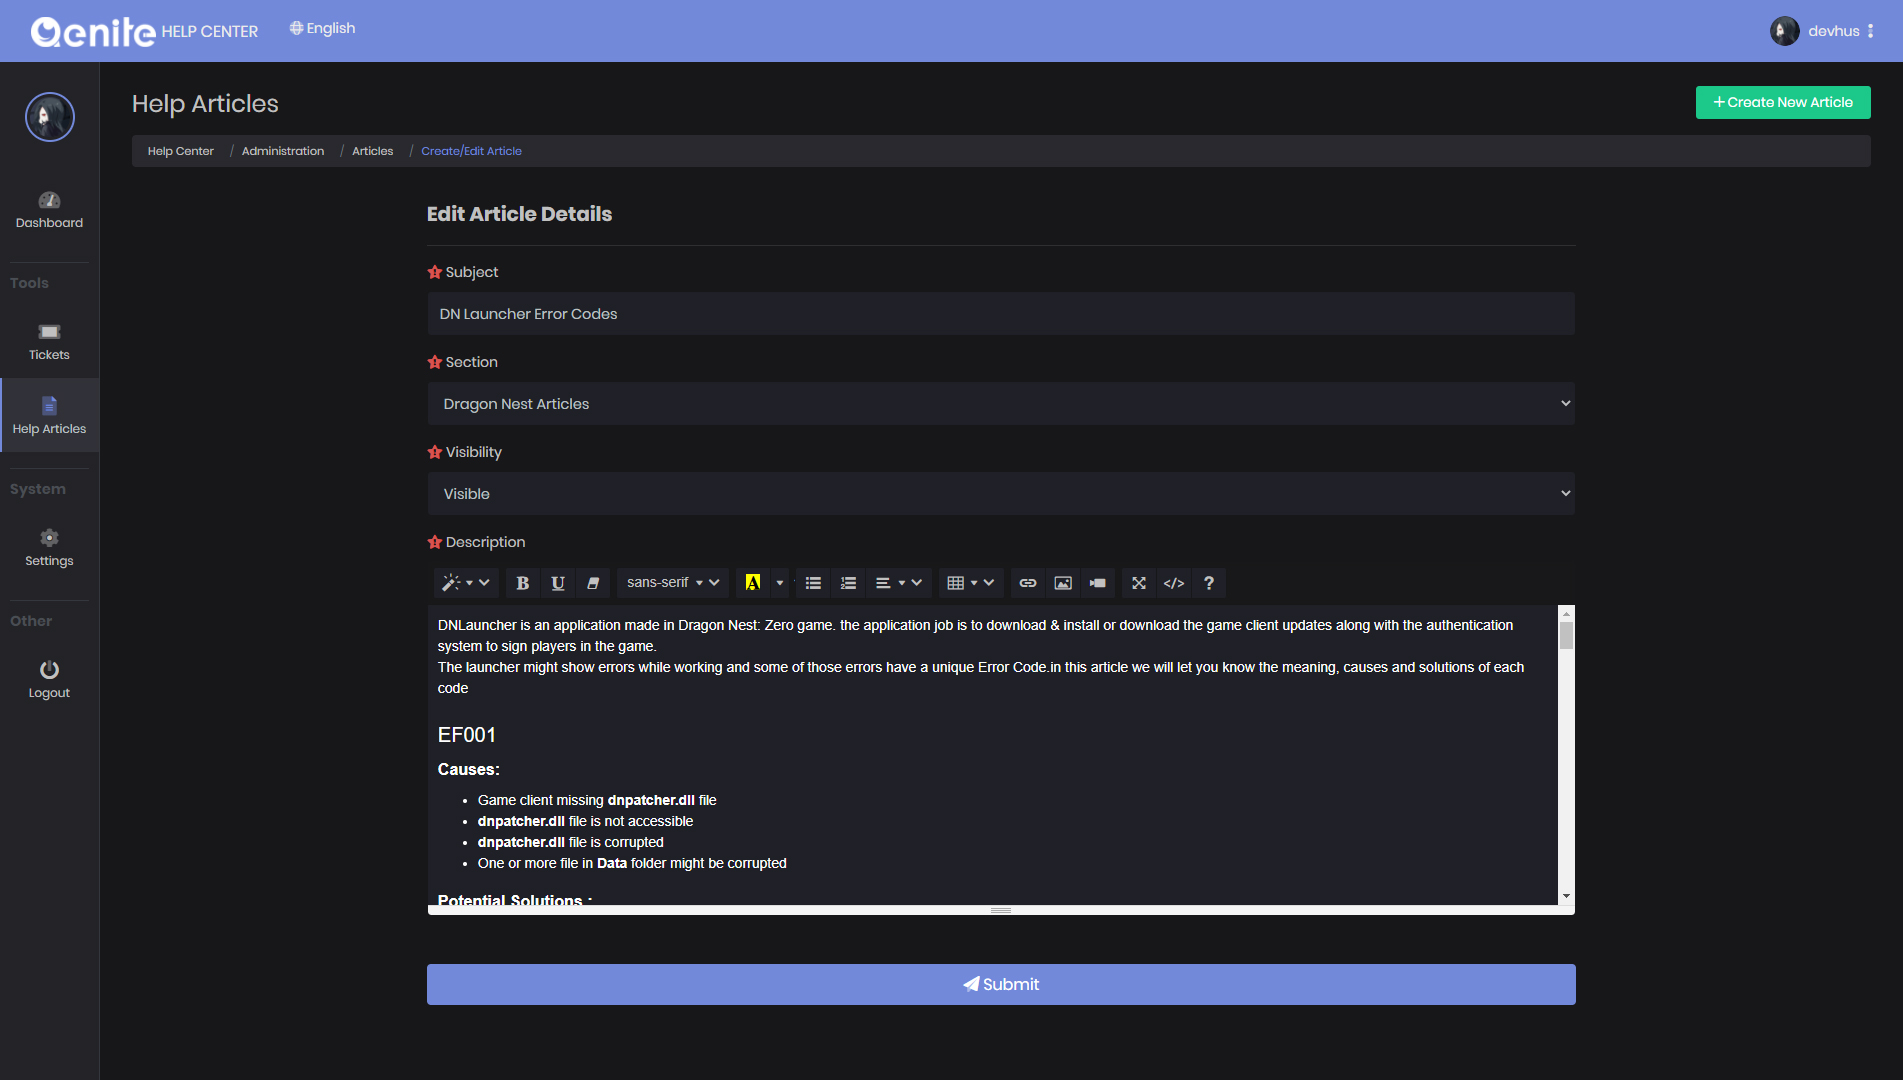 Qenite HELP CENTER
English
devhus
Help Articles
+Create New Article
Help Center / Administration / Articles / Create/Edit Article
Dashboard
Tools
Tickets
Help Articles
System
Settings
Other
Logout
Edit Article Details
Subject
DN Launcher Error Codes
Section
Dragon Nest Articles
Visibility
Visible
Description
B U sans-serif A </> ?
DNLauncher is an application made in Dragon Nest: Zero game. the application job is to download & install or download the game client updates along with the authentication
system to sign players in the game.
The launcher might show errors while working and some of those errors have a unique Error Code.in this article we will let you know the meaning, causes and solutions of each
code
EF001
Causes:
• Game client missing dnpatcher.dll file
• dnpatcher.dll file is not accessible
• dnpatcher.dll file is corrupted
• One or more file in Data folder might be corrupted
Potential Solutions :
Submit